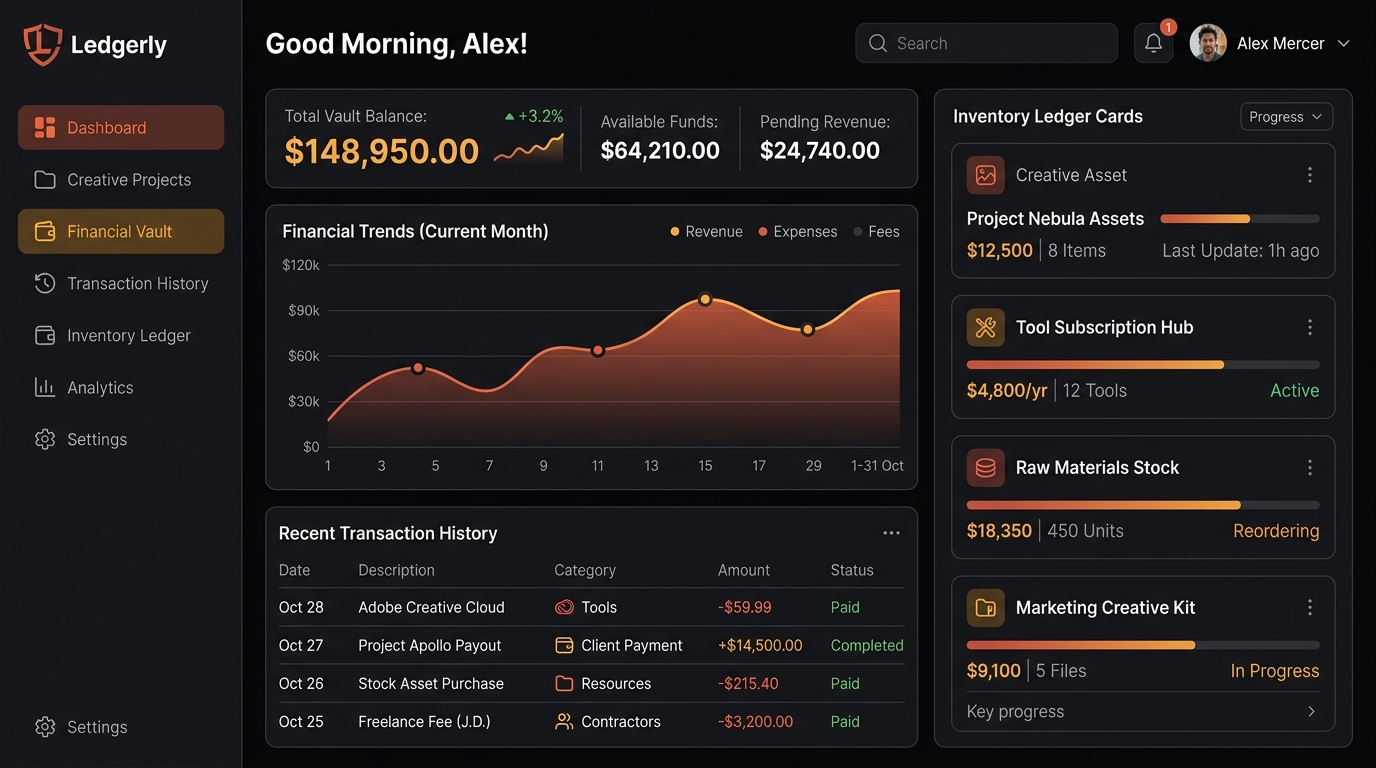 Ledgerly
Dashboard
Creative Projects
Financial Vault
Transaction History
Inventory Ledger
Analytics
Settings
Settings
Good Morning, Alex!
Search
1
Alex Mercer
Total Vault Balance:
+3.2%
$148,950.00
Available Funds:
$64,210.00
Pending Revenue:
$24,740.00
Financial Trends (Current Month)
Revenue
Expenses
Fees
$120k
$90k
$60k
$30k
$0
1 3 5 7 9 11 13 15 17 29 1-31 Oct
Recent Transaction History
Date Description Category Amount Status
Oct 28 Adobe Creative Cloud Tools -$59.99 Paid
Oct 27 Project Apollo Payout Client Payment +$14,500.00 Completed
Oct 26 Stock Asset Purchase Resources -$215.40 Paid
Oct 25 Freelance Fee (J.D.) Contractors -$3,200.00 Paid
Inventory Ledger Cards
Progress
Creative Asset
Project Nebula Assets
$12,500 | 8 Items Last Update: 1h ago
Tool Subscription Hub
$4,800/yr | 12 Tools Active
Raw Materials Stock
$18,350 | 450 Units Reordering
Marketing Creative Kit
$9,100 | 5 Files In Progress
Key progress